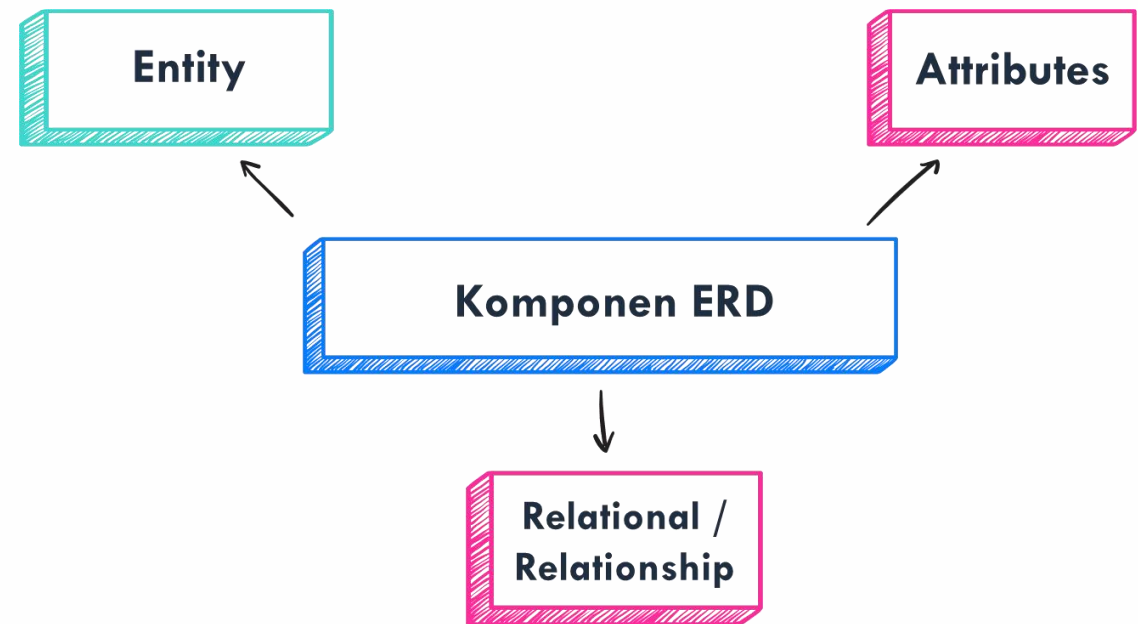 Entity
Attributes
Komponen ERD
Relational /
Relationship